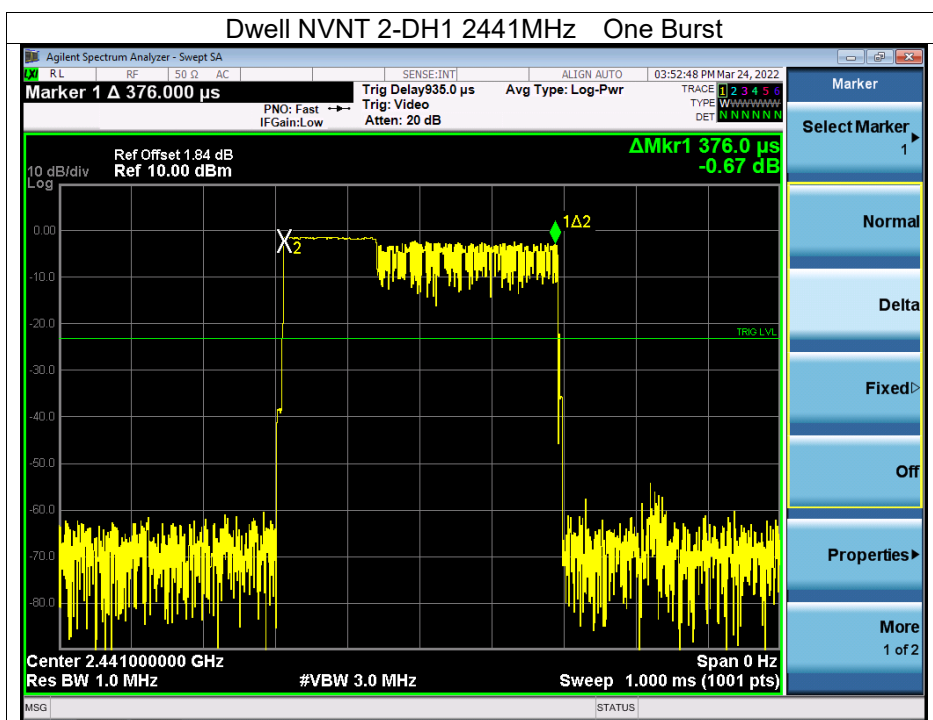 Dwell NVNT 2-DH1 2441MHz One Burst
Agilent Spectrum Analyzer - Swept SA
LXI RL RF 50 Ω AC SENSE:INT ALIGN AUTO 03:52:48 PM Mar 24, 2022
Marker 1 Δ 376.000 µs
PNO: Fast
IFGain:Low
Trig Delay935.0 µs
Trig: Video
Atten: 20 dB
Avg Type: Log-Pwr
TRACE 1 2 3 4 5 6
TYPE WWWWWW
DET N N N N N N
ΔMkr1 376.0 µs
-0.67 dB
Ref Offset 1.84 dB
10 dB/div Ref 10.00 dBm
Log
0.00
-10.0
-20.0
-30.0
-40.0
-50.0
-60.0
-70.0
-80.0
X2
1Δ2
TRIG LVL
Center 2.441000000 GHz Span 0 Hz
Res BW 1.0 MHz #VBW 3.0 MHz Sweep 1.000 ms (1001 pts)
MSG STATUS
Marker
Select Marker
1
Normal
Delta
Fixed
Off
Properties
More
1 of 2